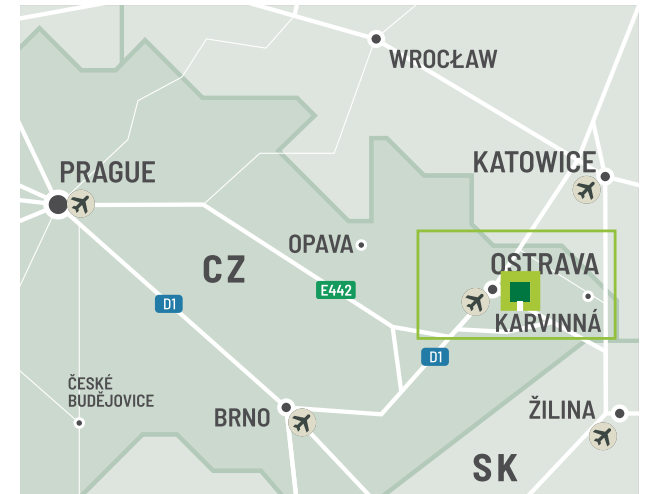 WROCŁAW
PRAGUE
KATOWICE
OPAVA
CZ
OSTRAVA
E442
D1
KARVINNÁ
D1
ČESKÉ
BUDĚJOVICE
BRNO
ŽILINA
SK